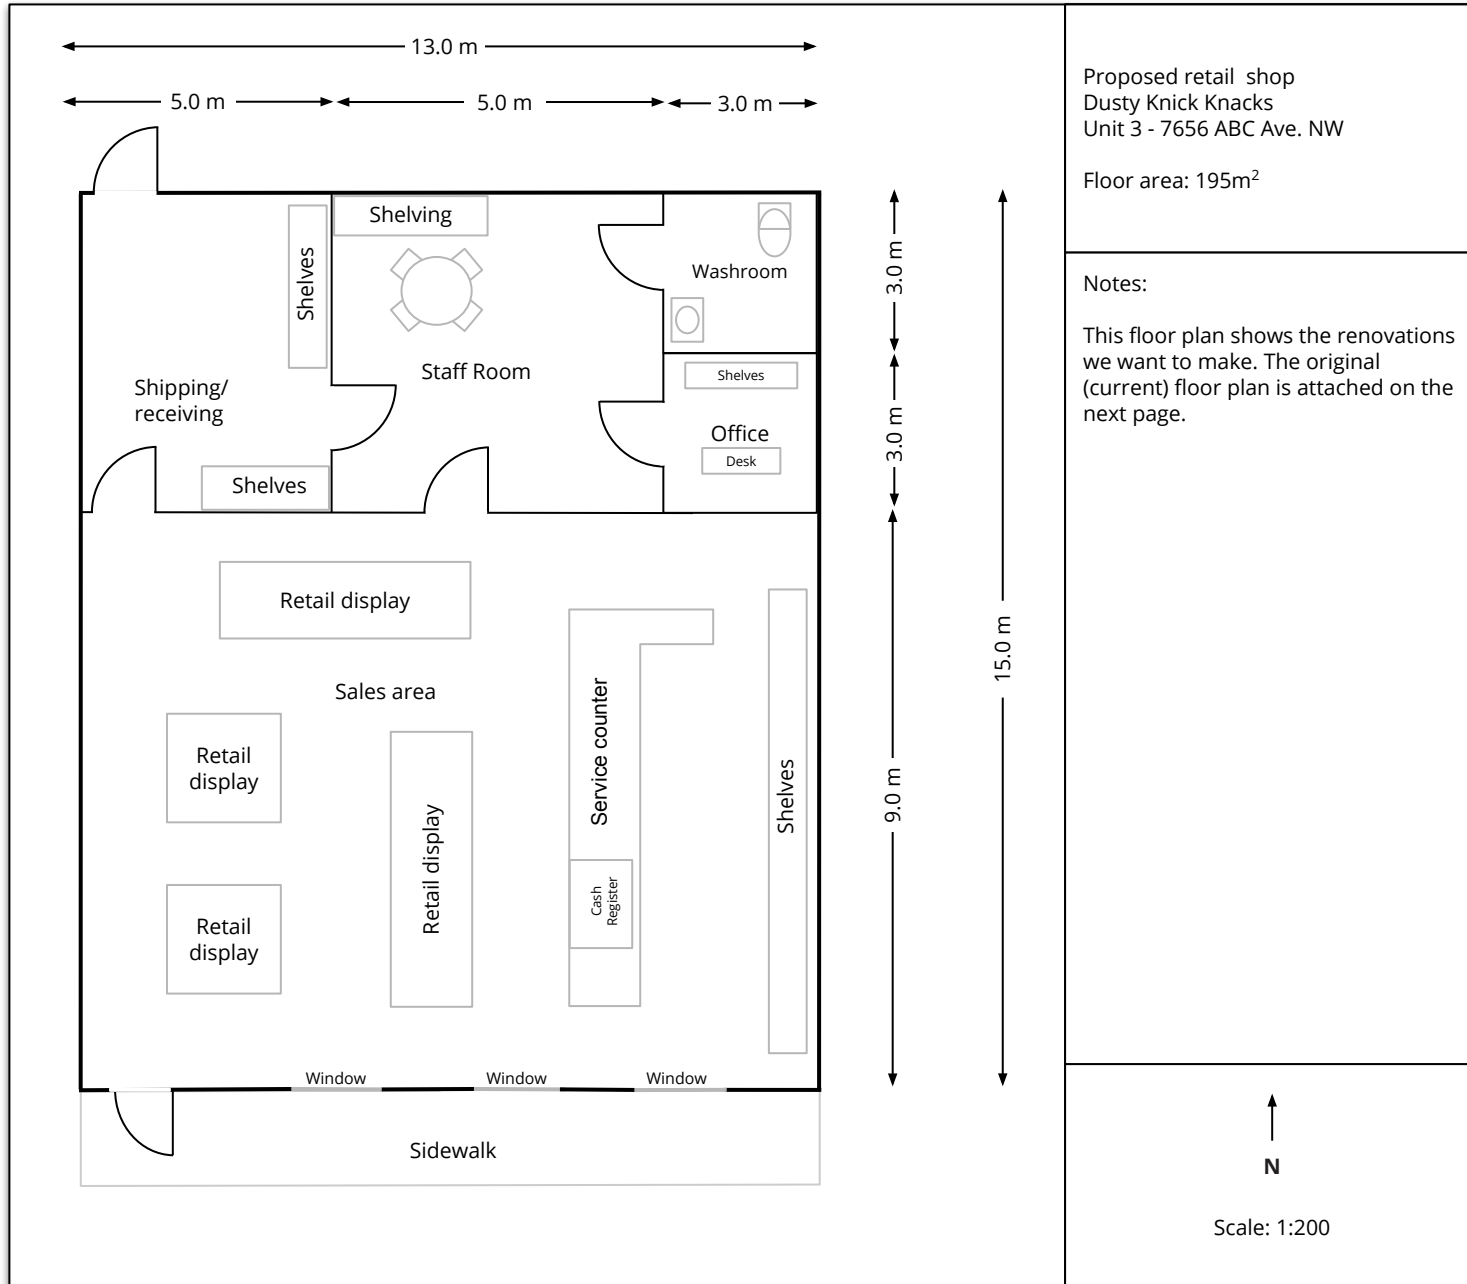 13.0 m
5.0 m
5.0 m
3.0 m
Proposed retail shop
Dusty Knick Knacks
Unit 3 - 7656 ABC Ave. NW
Floor area: 195m²
Notes:
This floor plan shows the renovations
we want to make. The original
(current) floor plan is attached on the
next page.
Shelving
Shelves
Washroom
3.0 m
Staff Room
Shelves
Shipping/
receiving
Office
Desk
3.0 m
Shelves
Retail display
Sales area
15.0 m
Retail
display
Service counter
Shelves
9.0 m
Retail display
Cash
Register
Retail
display
Window
Window
Window
Sidewalk
N
Scale: 1:200